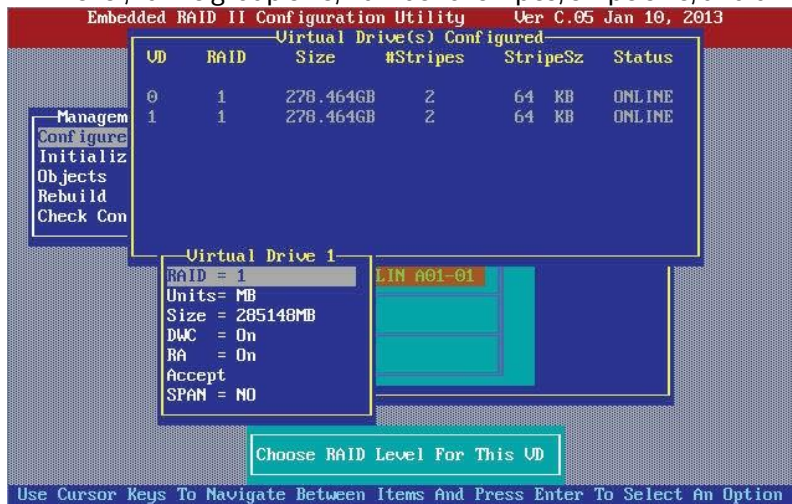 Embedded RAID II Configuration Utility Ver C.05 Jan 10, 2013
Virtual Drive(s) Configured
VD RAID Size #Stripes StripeSz Status
0 1 278.464GB 2 64 KB ONLINE
1 1 278.464GB 2 64 KB ONLINE
Managem
Configure
Initializ
Objects
Rebuild
Check Con
Virtual Drive 1
RAID = 1
LIN A01-01
Units= MB
Size = 285148MB
DWC = On
RA = On
Accept
SPAN = NO
Choose RAID Level For This VD
Use Cursor Keys To Navigate Between Items And Press Enter To Select An Option